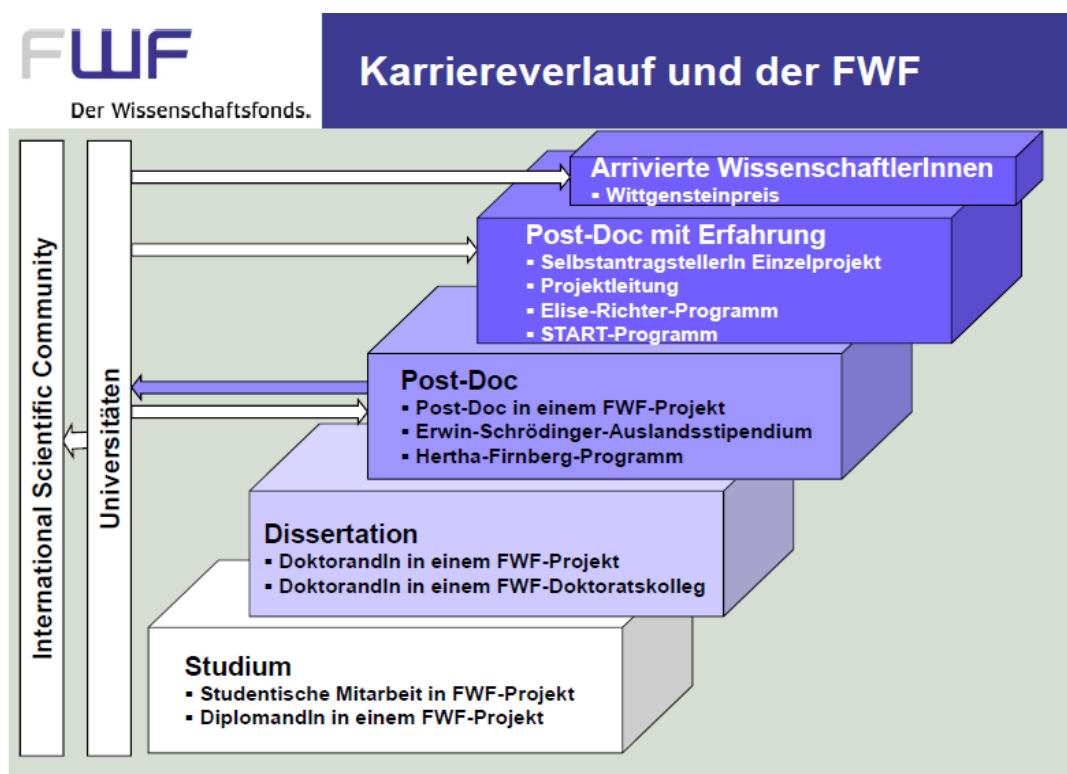 FWF
Der Wissenschaftsfonds.
Karriereverlauf und der FWF
International Scientific Community
Universitäten
Arrivierte WissenschaftlerInnen
▪ Wittgensteinpreis
Post-Doc mit Erfahrung
▪ SelbstantragstellerIn Einzelprojekt
▪ Projektleitung
▪ Elise-Richter-Programm
▪ START-Programm
Post-Doc
▪ Post-Doc in einem FWF-Projekt
▪ Erwin-Schrödinger-Auslandsstipendium
▪ Hertha-Firnberg-Programm
Dissertation
▪ DoktorandIn in einem FWF-Projekt
▪ DoktorandIn in einem FWF-Doktoratskolleg
Studium
▪ Studentische Mitarbeit in FWF-Projekt
▪ DiplomandIn in einem FWF-Projekt